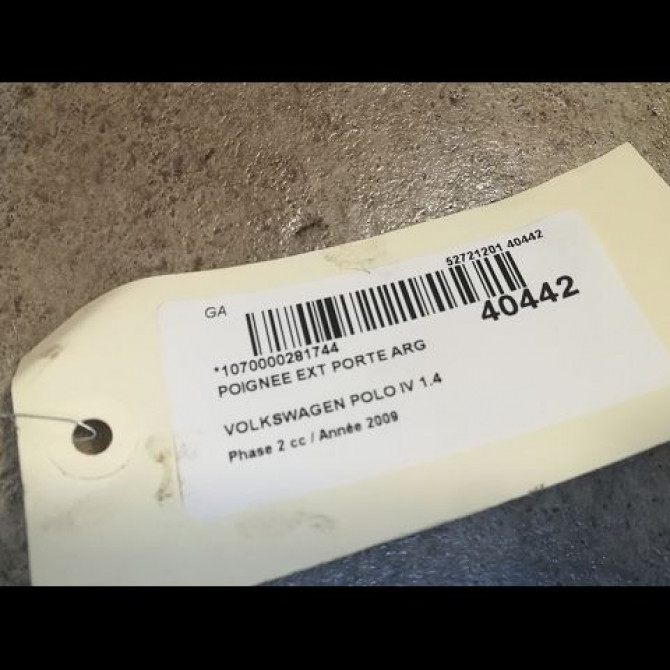 52721201 40442
GA
40442
*1070000281744
POIGNEE EXT PORTE ARG
VOLKSWAGEN POLO IV 1.4
Phase 2 cc / Année 2009